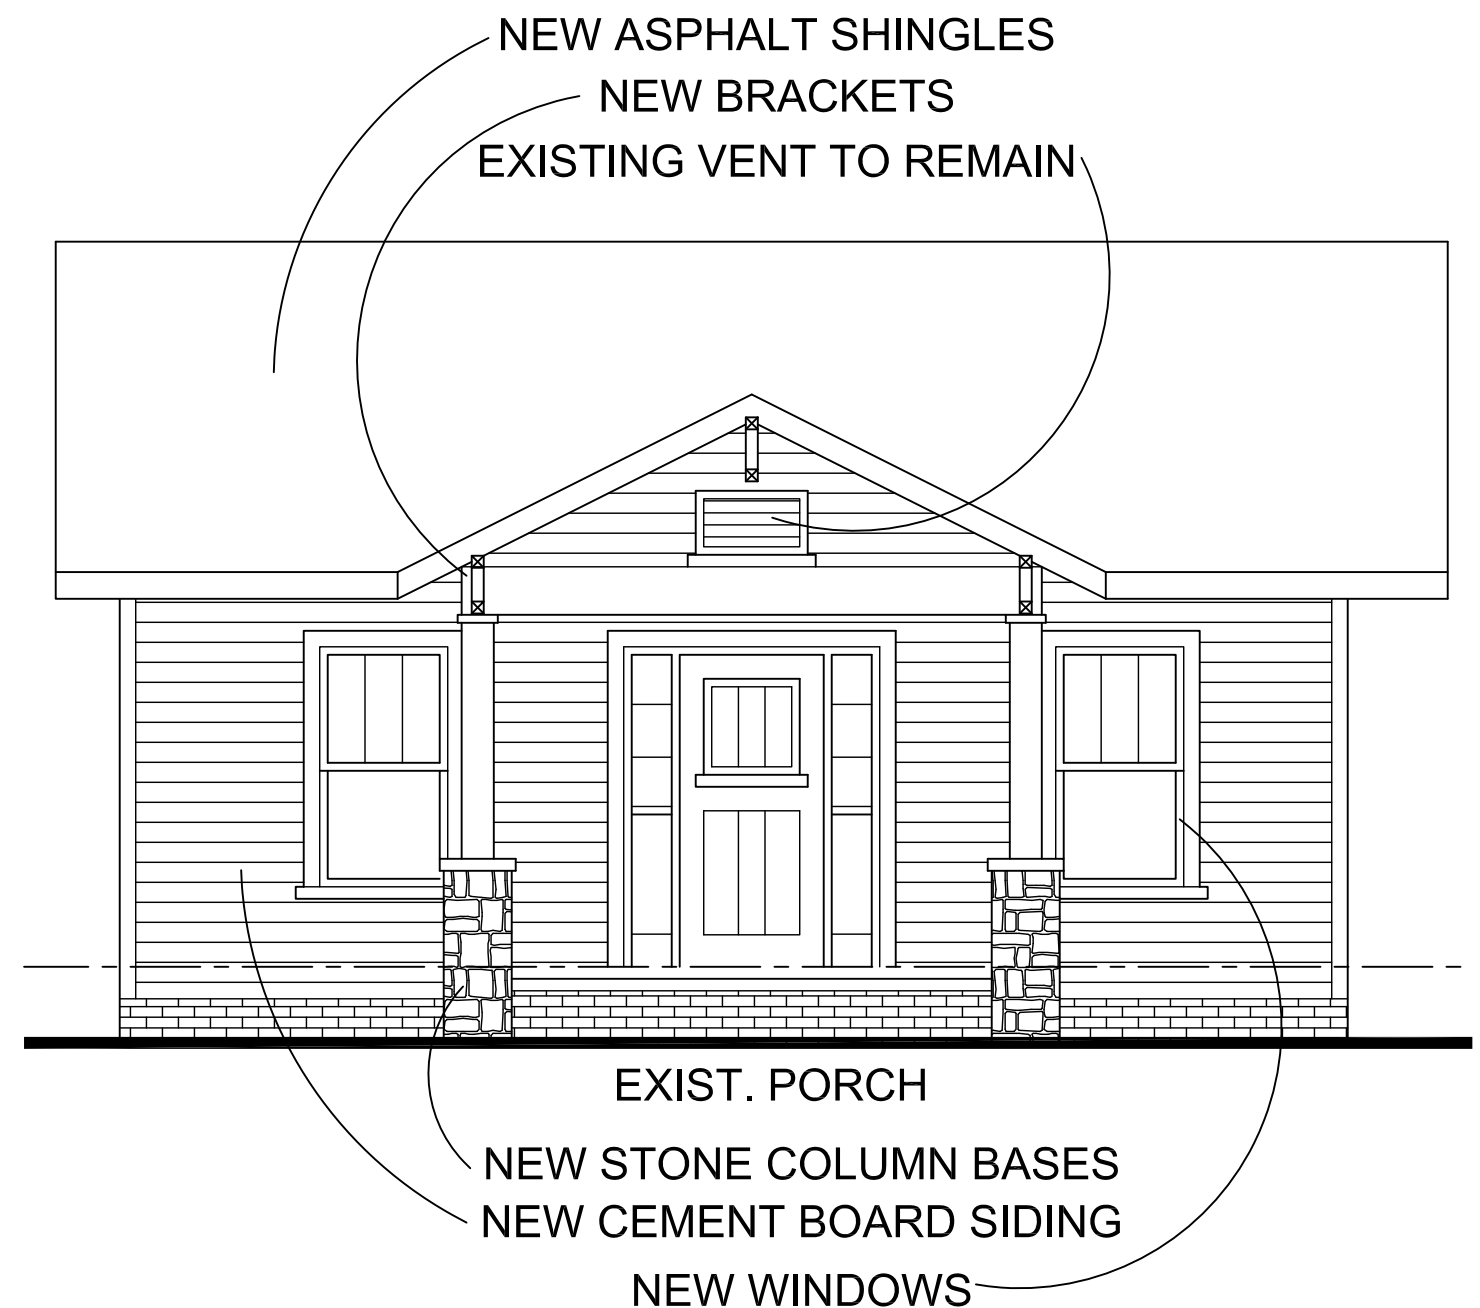 NEW ASPHALT SHINGLES
NEW BRACKETS
EXISTING VENT TO REMAIN
EXIST. PORCH
NEW STONE COLUMN BASES
NEW CEMENT BOARD SIDING
NEW WINDOWS